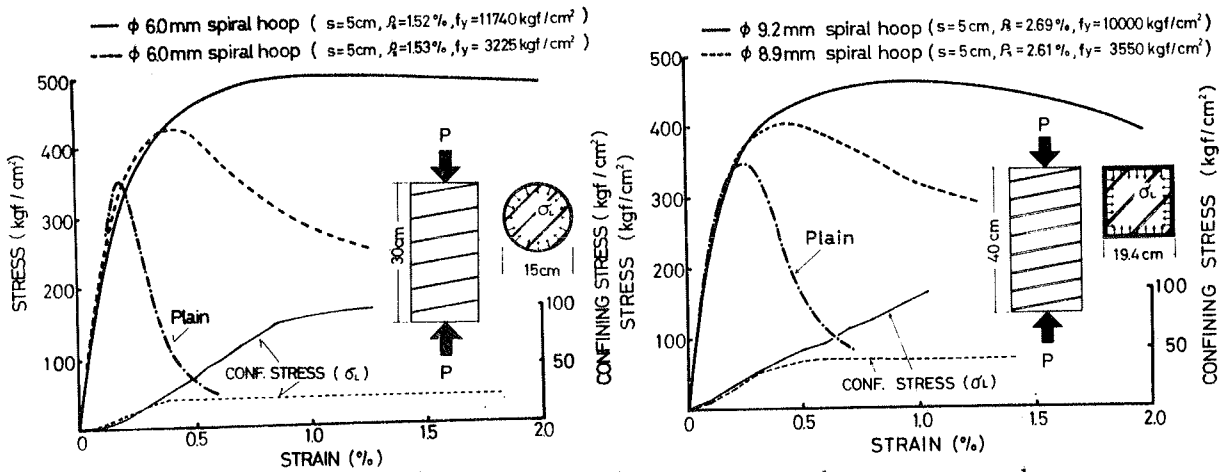 φ 6.0mm spiral hoop ( s=5cm, ρₛ=1.52 %, fy=11740 kgf/cm² )
φ 6.0mm spiral hoop ( s=5cm, ρₛ=1.53 %, fy= 3225 kgf/cm² )
500
400
300
200
100
0
STRESS ( kgf / cm² )
P
30cm
P
σL
15cm
Plain
CONF. STRESS ( σL )
100
50
CONFINING STRESS ( kgf / cm² )
0
0.5
1.0
1.5
2.0
STRAIN (%)
φ 9.2mm spiral hoop ( s=5cm, ρₛ=2.69 %, fy=10000 kgf/cm² )
φ 8.9mm spiral hoop ( s=5cm, ρₛ=2.61 %, fy= 3550 kgf/cm² )
500
400
300
200
100
0
STRESS (kgf/cm²)
P
40cm
P
σL
19.4cm
Plain
CONF. STRESS (σL)
100
50
CONFINING STRESS (kgf/cm²)
0
0.5
1.0
1.5
2.0
STRAIN (%)